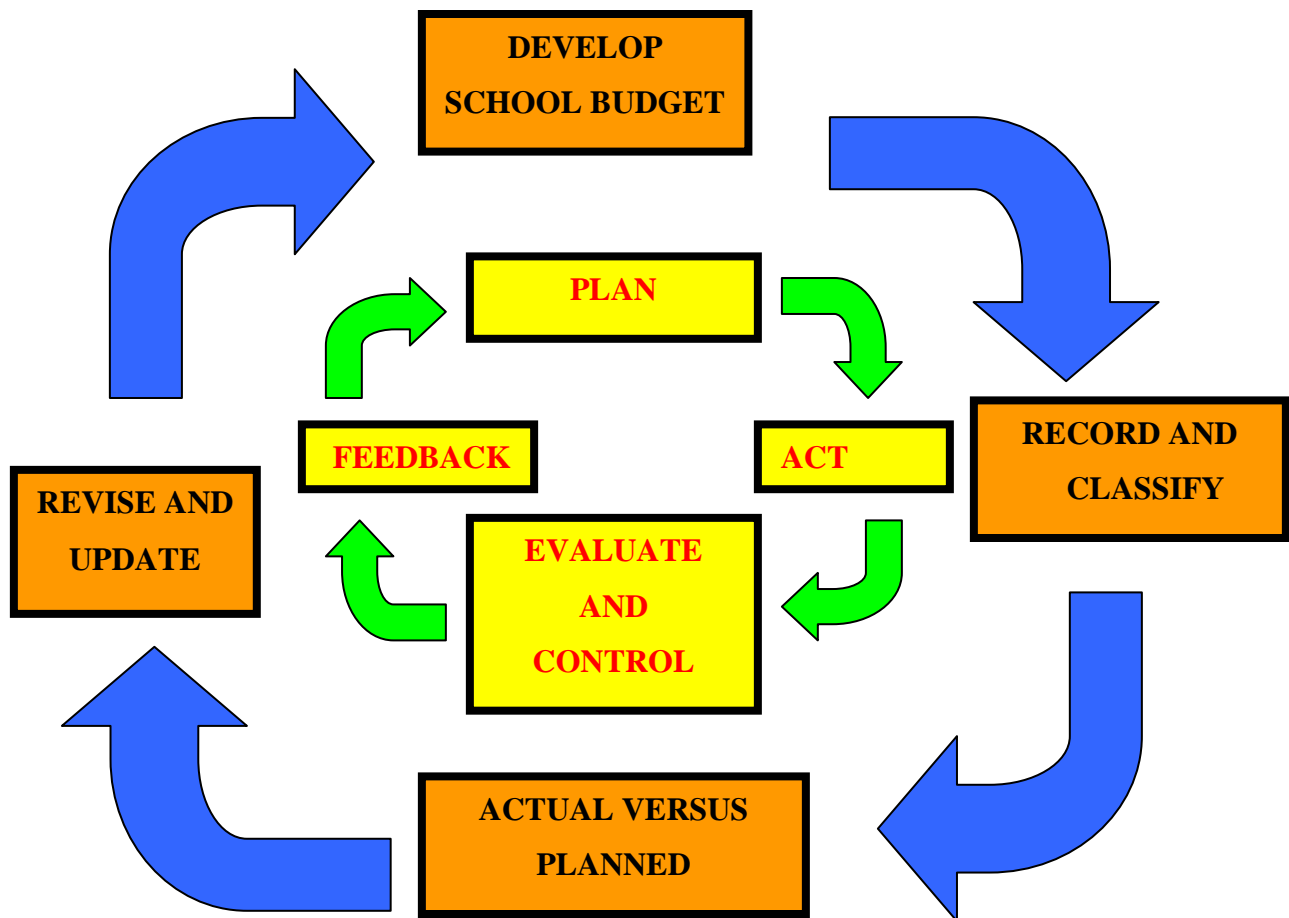 DEVELOP
SCHOOL BUDGET
PLAN
FEEDBACK
ACT
RECORD AND
CLASSIFY
REVISE AND
UPDATE
EVALUATE
AND
CONTROL
ACTUAL VERSUS
PLANNED